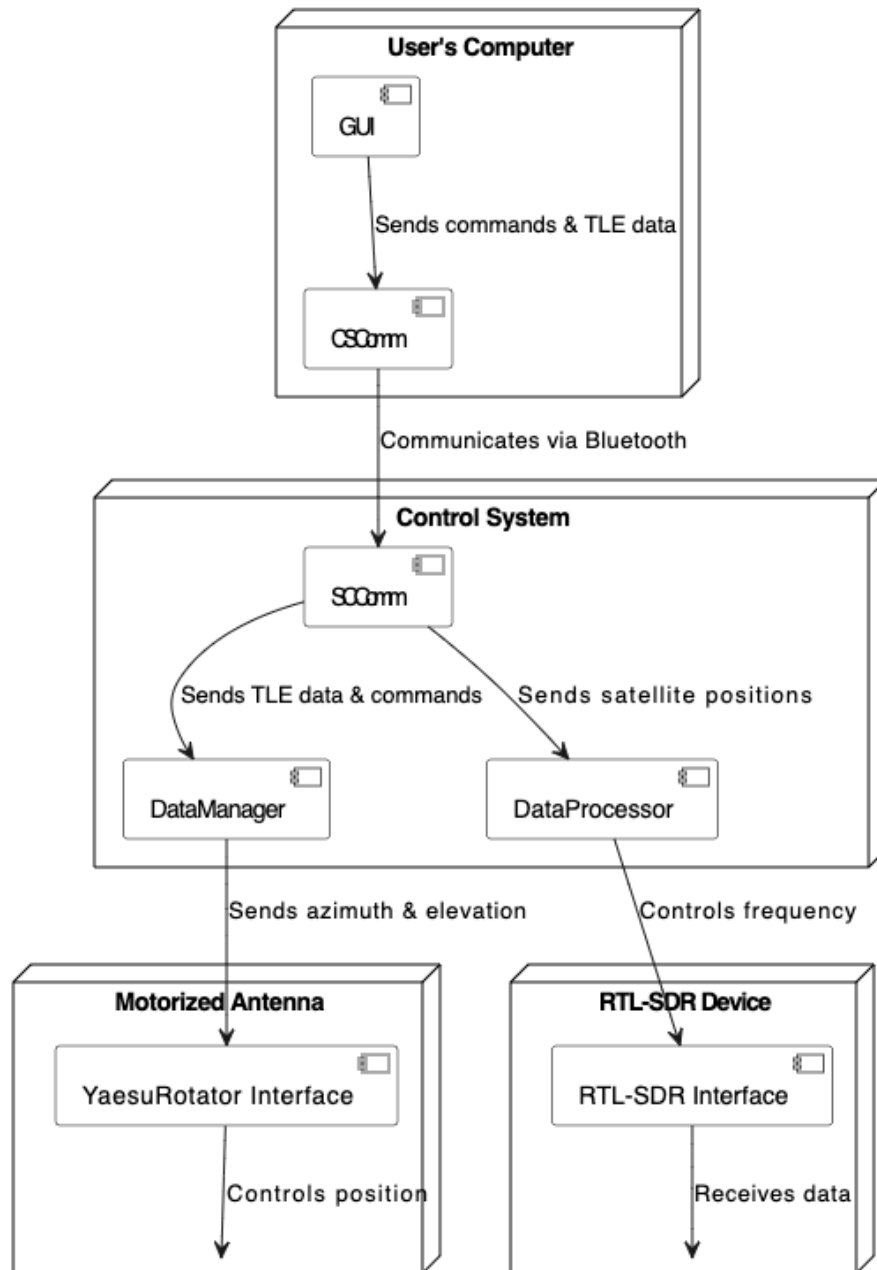 User's Computer
GUI
Sends commands & TLE data
CSComm
Communicates via Bluetooth
Control System
SCComm
Sends TLE data & commands
Sends satellite positions
DataManager
DataProcessor
Sends azimuth & elevation
Controls frequency
Motorized Antenna
RTL-SDR Device
YaesuRotator Interface
RTL-SDR Interface
Controls position
Receives data